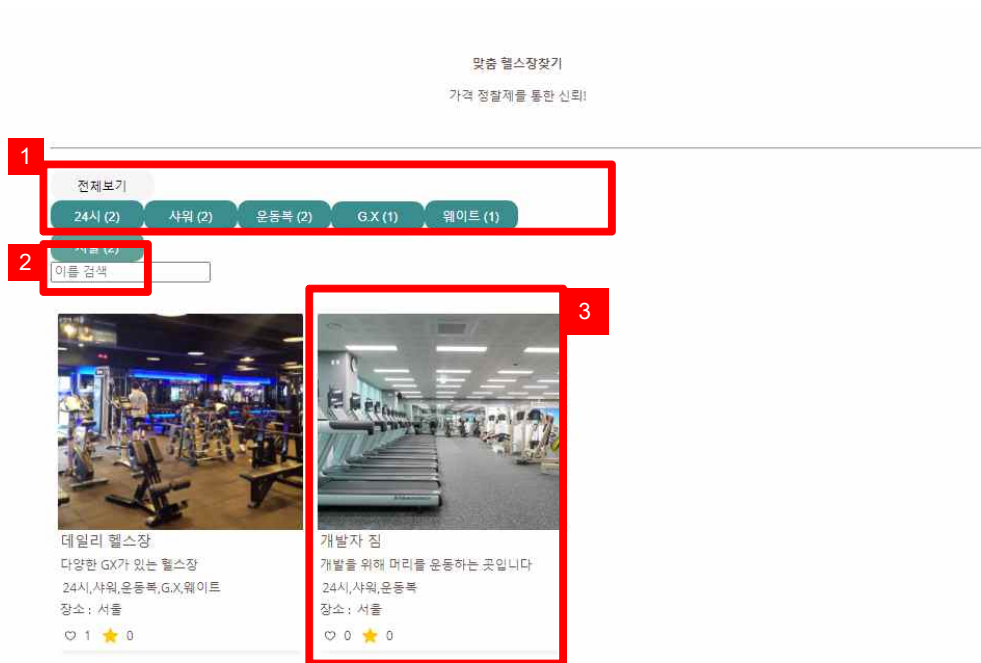 맞춤 헬스장찾기
가격 정찰제를 통한 신뢰!
1
전체보기
24시 (2) 샤워 (2) 운동복 (2) G.X (1) 웨이트 (1)
(2)
2
이름 검색
3
데일리 헬스장
다양한 GX가 있는 헬스장
24시,샤워,운동복,G.X,웨이트
장소 : 서울
1 0
개발자 짐
개발을 위해 머리를 운동하는 곳입니다
24시,샤워,운동복
장소 : 서울
0 0